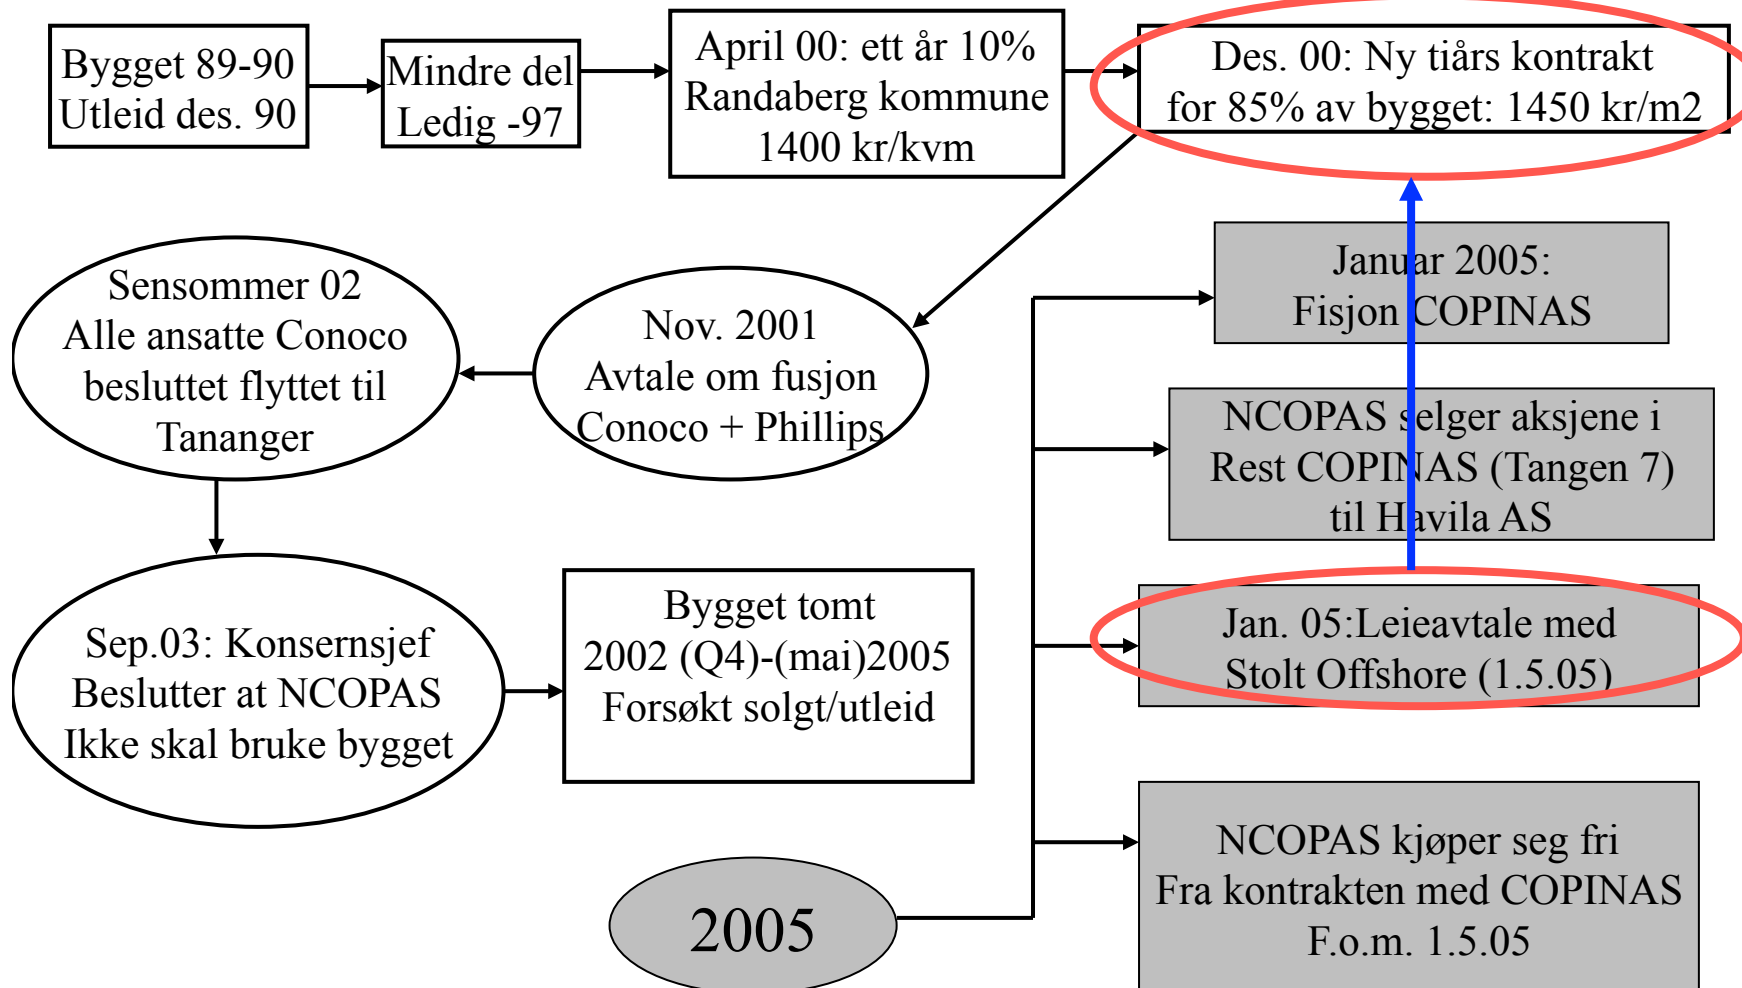 Bygget 89-90
Utleid des. 90
Mindre del
Ledig -97
April 00: ett år 10%
Randaberg kommune
1400 kr/kvm
Des. 00: Ny tiårs kontrakt
for 85% av bygget: 1450 kr/m2
Sensommer 02
Alle ansatte Conoco
besluttet flyttet til
Tananger
Nov. 2001
Avtale om fusjon
Conoco + Phillips
Januar 2005:
Fisjon COPINAS
NCOPAS selger aksjene i
Rest COPINAS (Tangen 7)
til Havila AS
Sep.03: Konsernsjef
Beslutter at NCOPAS
Ikke skal bruke bygget
Bygget tomt
2002 (Q4)-(mai)2005
Forsøkt solgt/utleid
Jan. 05:Leieavtale med
Stolt Offshore (1.5.05)
2005
NCOPAS kjøper seg fri
Fra kontrakten med COPINAS
F.o.m. 1.5.05